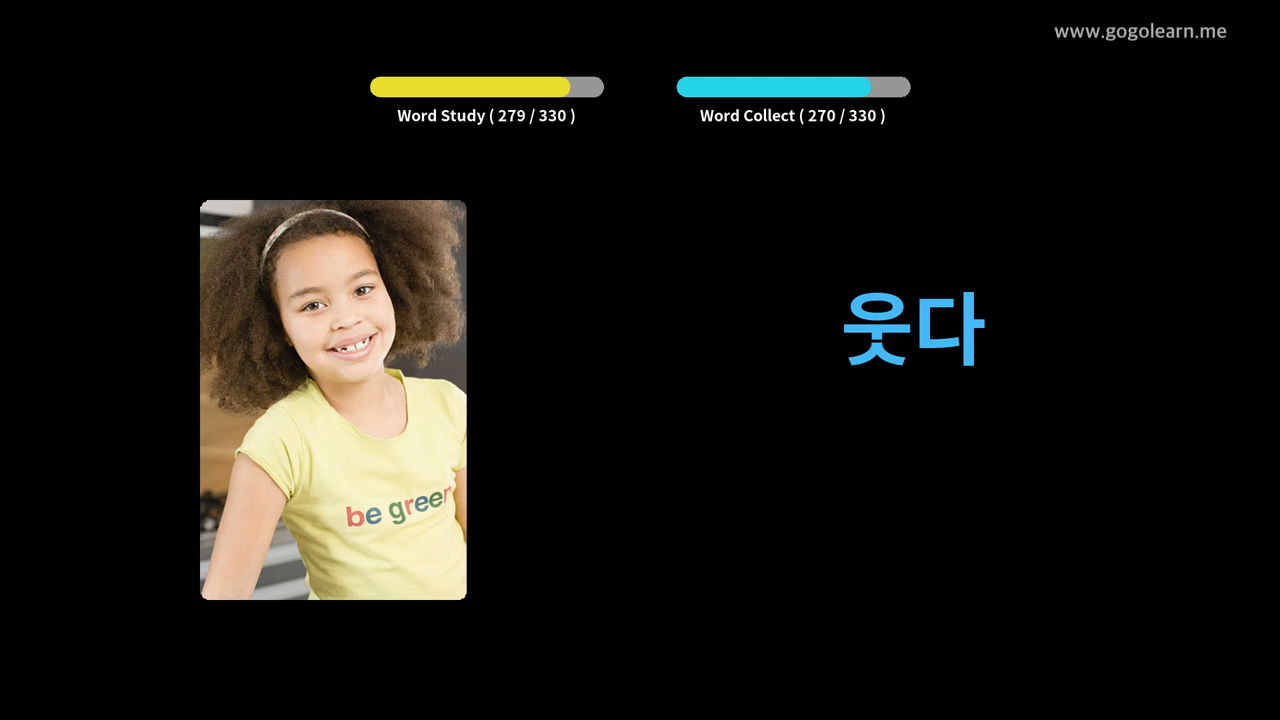 www.gogolearn.me
Word Study ( 279 / 330 )
Word Collect ( 270 / 330 )
웃다
be green